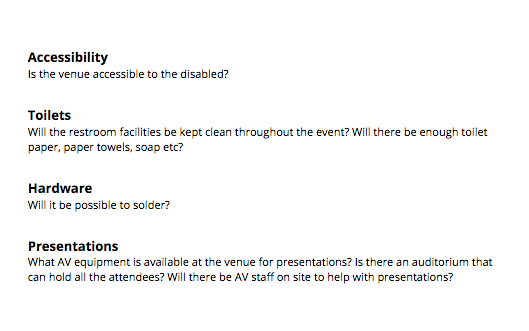 Accessibility
Is the venue accessible to the disabled?
Toilets
Will the restroom facilities be kept clean throughout the event? Will there be enough toilet
paper, paper towels, soap etc?
Hardware
Will it be possible to solder?
Presentations
What AV equipment is available at the venue for presentations? Is there an auditorium that
can hold all the attendees? Will there be AV staff on site to help with presentations?